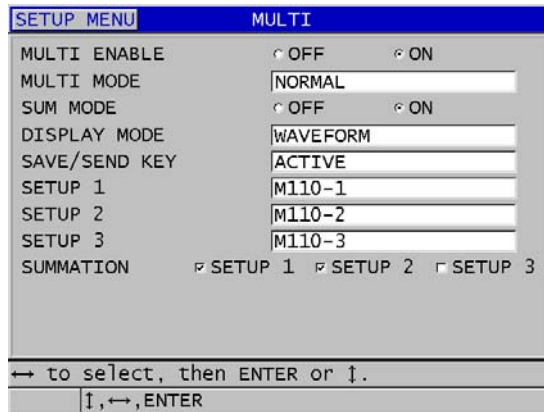 SETUP MENU MULTI
MULTI ENABLE OFF ON
MULTI MODE NORMAL
SUM MODE OFF ON
DISPLAY MODE WAVEFORM
SAVE/SEND KEY ACTIVE
SETUP 1 M110-1
SETUP 2 M110-2
SETUP 3 M110-3
SUMMATION SETUP 1 SETUP 2 SETUP 3
↔ to select, then ENTER or ↕.
↕,↔,ENTER